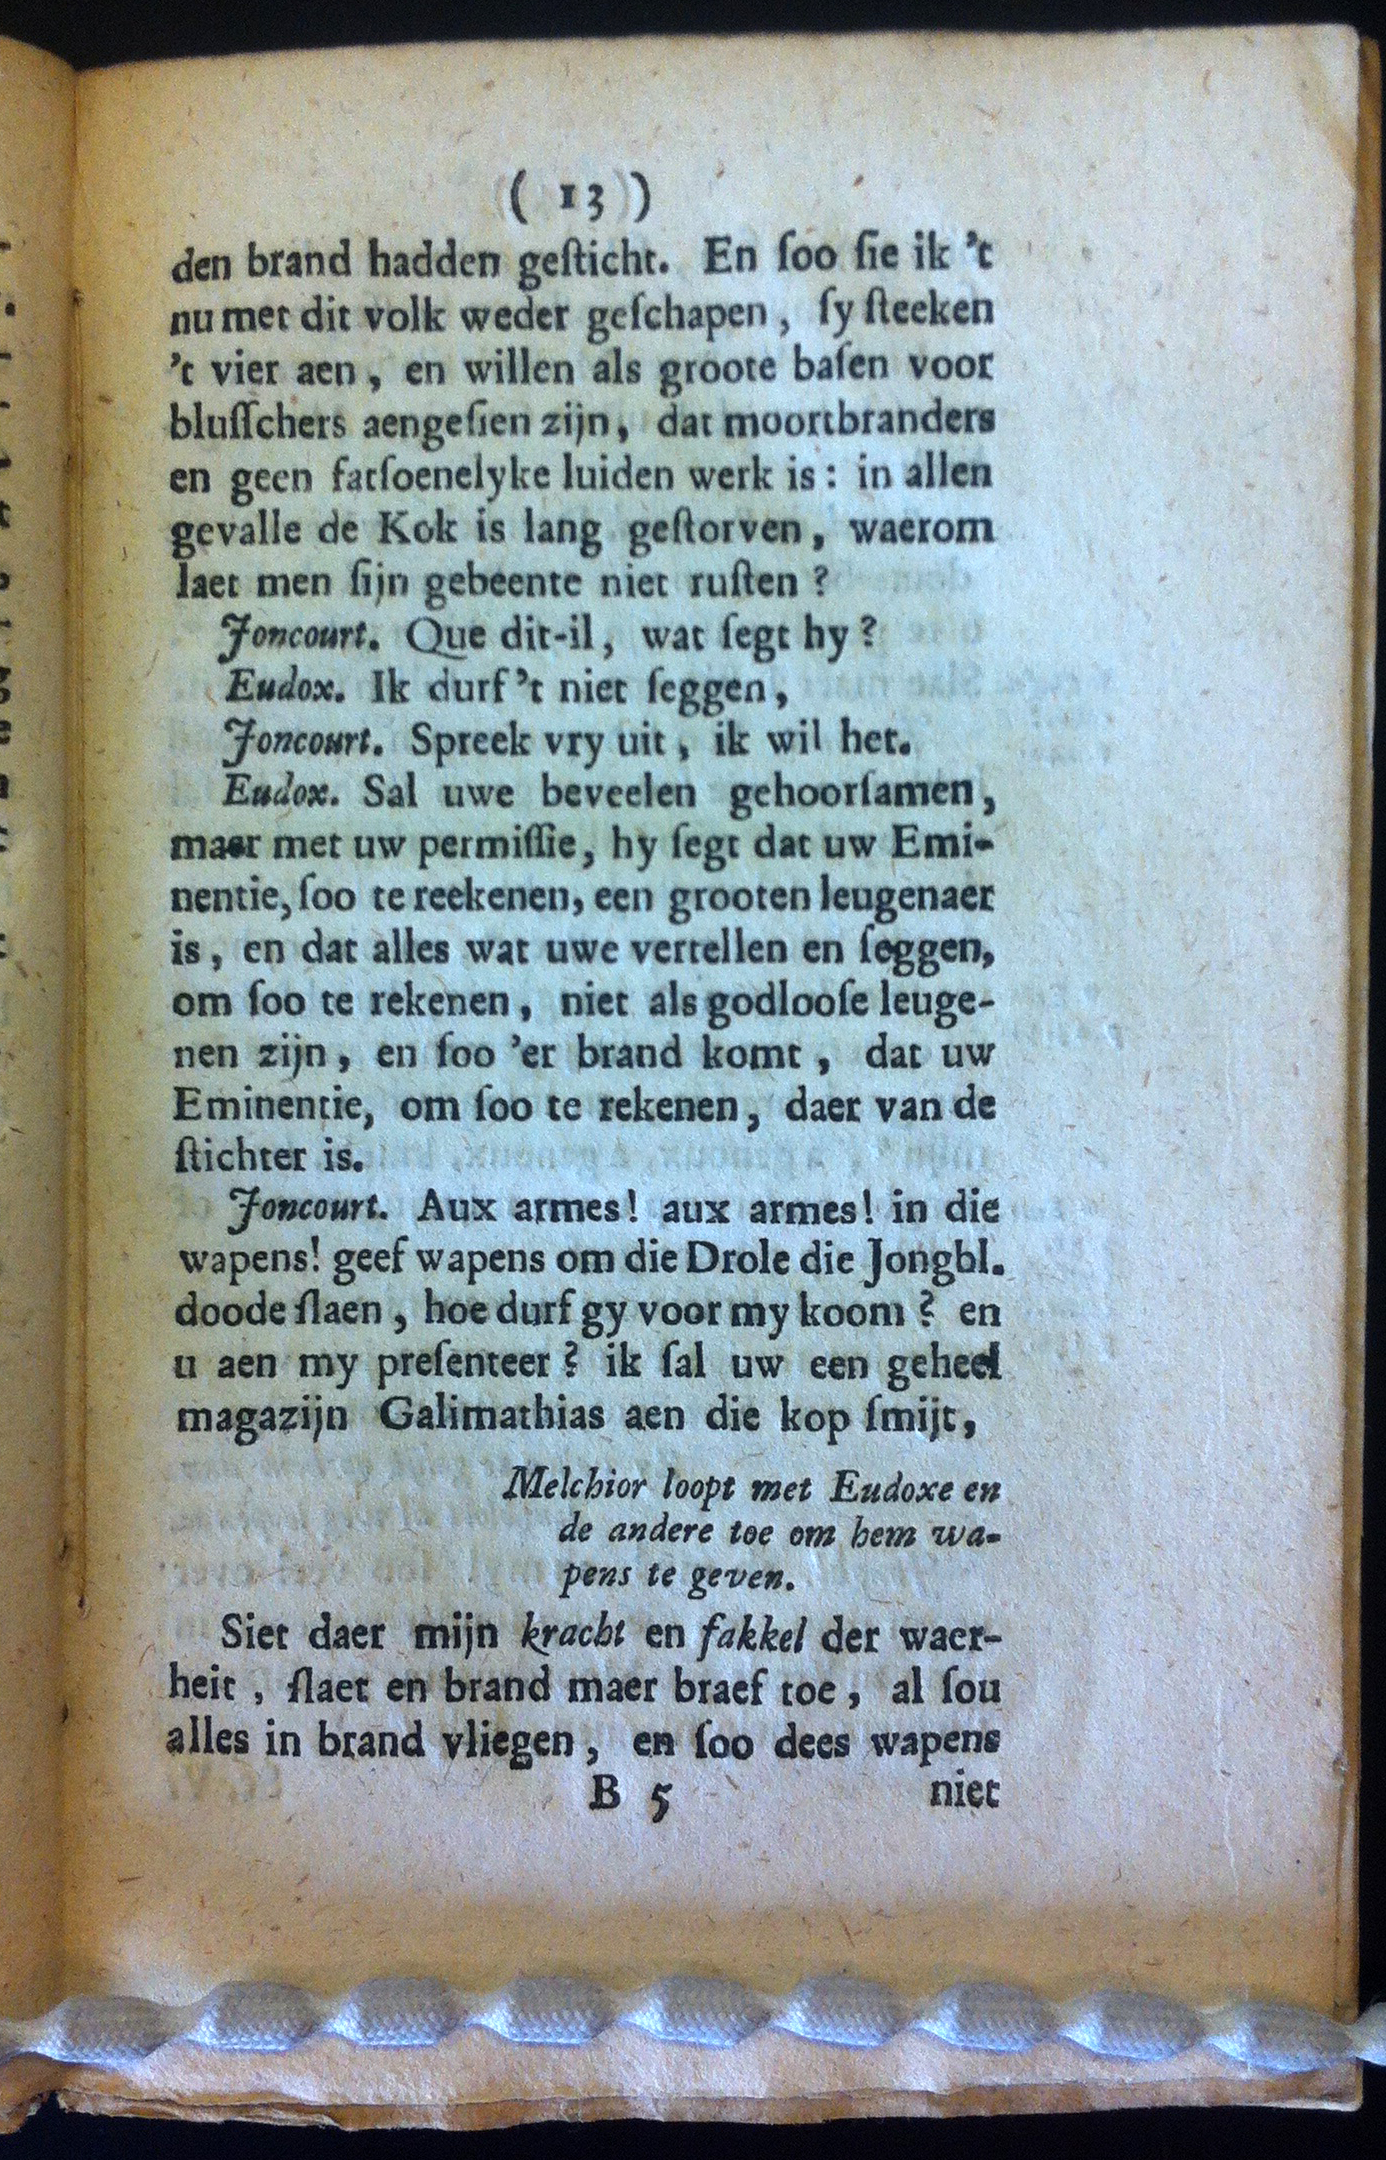 ( 13 )
den brand hadden geſticht. En ſoo ſie ik 't
nu met dit volk weder geſchapen, ſy ſteeken
't vier aen, en willen als groote baſen voor
bluſſchers aengeſien zijn, dat moortbranders
en geen fatſoenelyke luiden werk is: in allen
gevalle de Kok is lang geſtorven, waerom
laet men ſijn gebeente niet ruſten?
Joncourt. Que dit-il, wat ſegt hy?
Eudox. Ik durf 't niet ſeggen,
Joncourt. Spreek vry uit, ik wil het.
Eudox. Sal uwe beveelen gehoorſamen,
maer met uw permiſſie, hy ſegt dat uw Emi-
nentie, ſoo te reekenen, een grooten leugenaer
is, en dat alles wat uwe vertellen en ſeggen,
om ſoo te rekenen, niet als godlooſe leuge-
nen zijn, en ſoo 'er brand komt, dat uw
Eminentie, om ſoo te rekenen, daer van de
ſtichter is.
Joncourt. Aux armes! aux armes! in die
wapens! geef wapens om die Drole die Jongbl.
doode ſlaen, hoe durf gy voor my koom? en
u aen my preſenteer? ik ſal uw een geheel
magazijn Galimathias aen die kop ſmijt,
Melchior loopt met Eudoxe en
de andere toe om hem wa-
pens te geven.
Siet daer mijn kracht en fakkel der waer-
heit, ſlaet en brand maer braef toe, al ſou
alles in brand vliegen, en ſoo dees wapens
B 5 niet